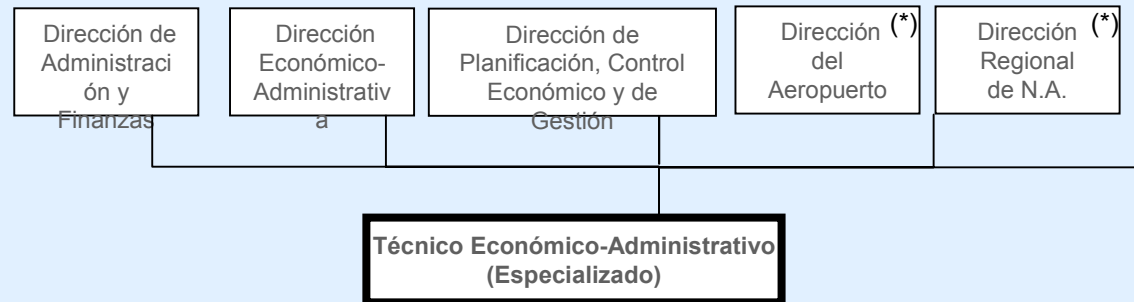 Dirección de
Administraci
ón y
Finanzas
Dirección
Económico-
Administrativ
a
Dirección de
Planificación, Control
Económico y de
Gestión
Dirección (*)
del
Aeropuerto
Dirección (*)
Regional
de N.A.
Técnico Económico-Administrativo
(Especializado)